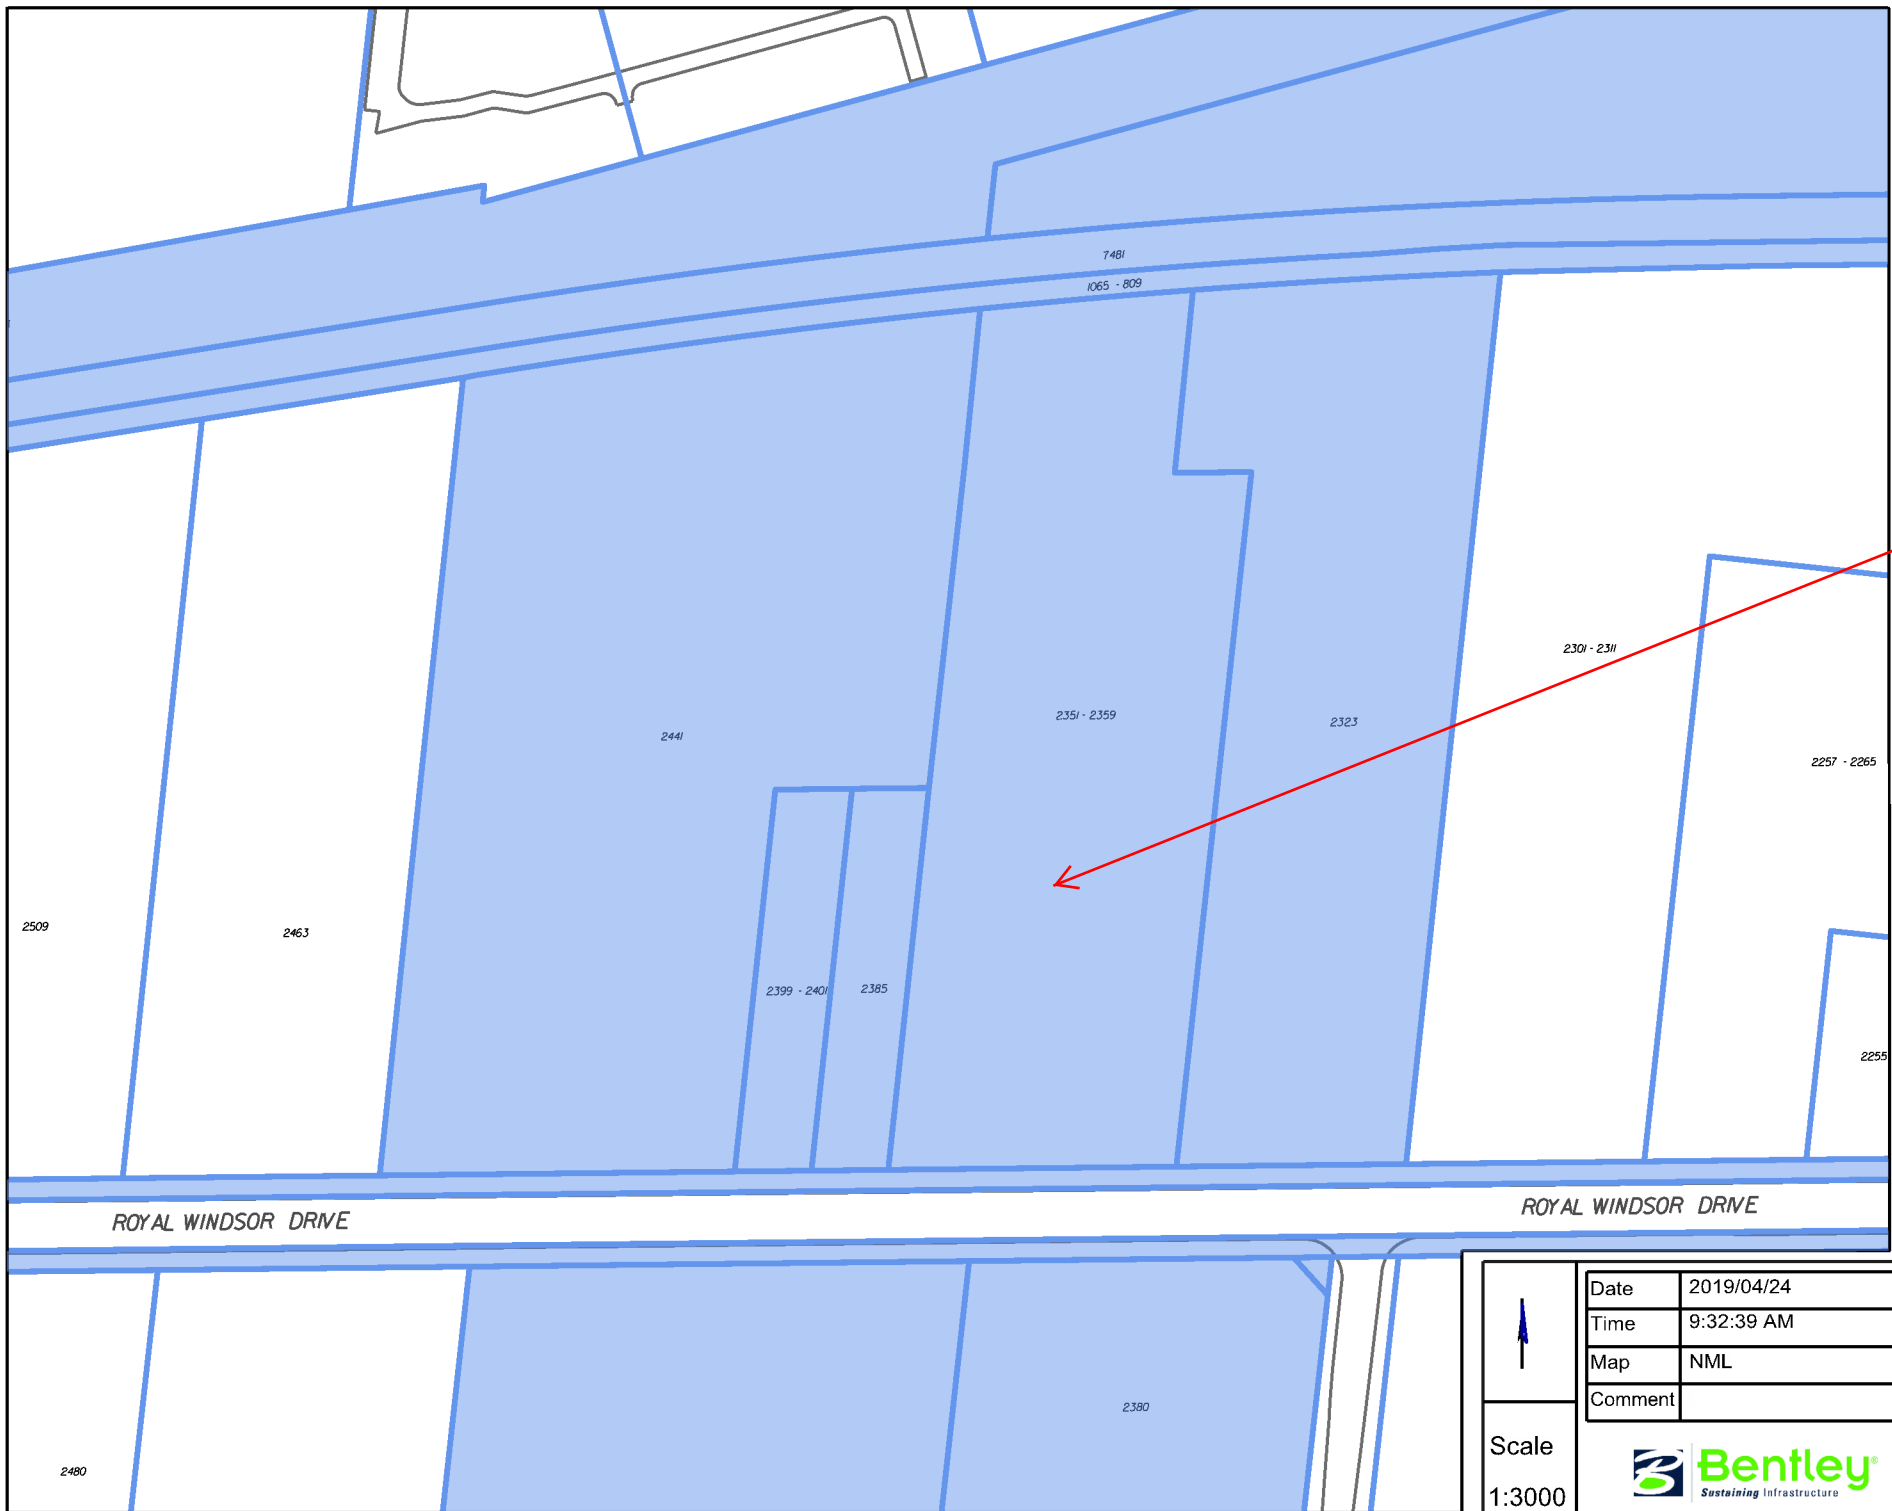 7481
1065 - 809
2301 - 2311
2351 - 2359
2323
2441
2257 - 2265
2509
2463
2399 - 2401
2385
2255
ROYAL WINDSOR DRIVE
ROYAL WINDSOR DRIVE
2380
2480
Date 2019/04/24
Time 9:32:39 AM
Map NML
Comment
Scale
1:3000
Bentley®
Sustaining Infrastructure